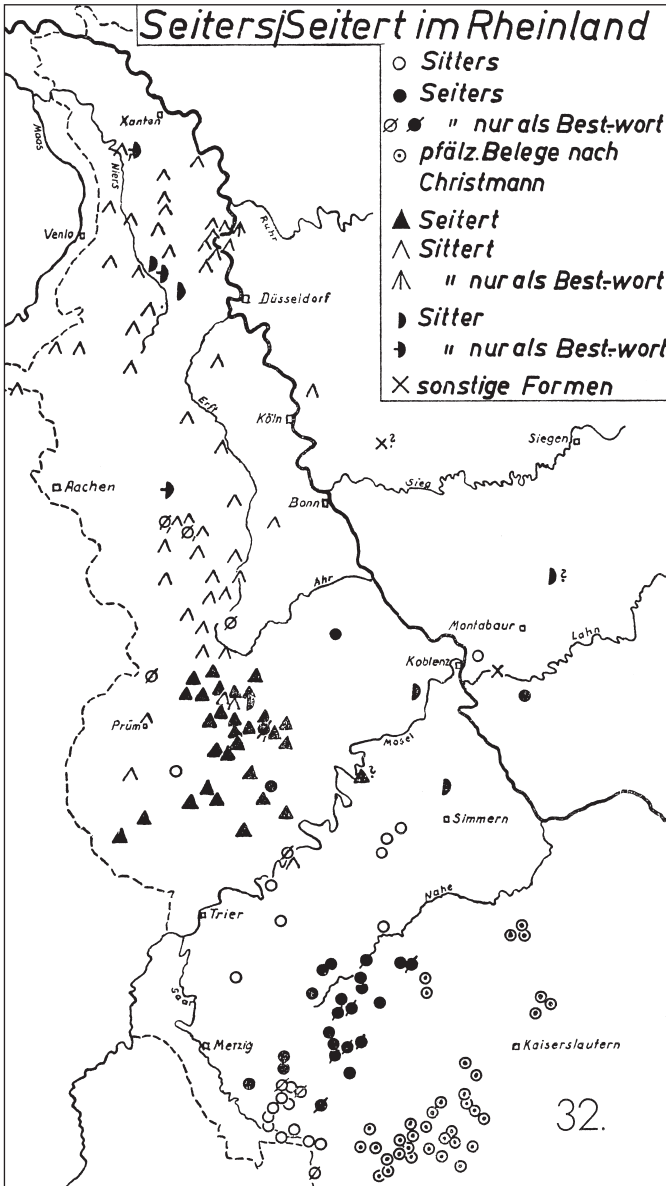 Seiters/Seitert im Rheinland
Sitters
Seiters
" nur als Best-wort
pfälz. Belege nach
Christmann
Seitert
Sittert
" nur als Best-wort
Sitter
" nur als Best-wort
sonstige Formen
Xanten
Maas
Niers
Venlo
Ruhr
Düsseldorf
Erft
Köln
?
Siegen
Aachen
Sieg
Bonn
?
Ahr
Montabaur
Lahn
Koblenz
Prüm
Mosel
?
Simmern
Trier
Nahe
Saar
Metzig
Kaiserslautern
32.